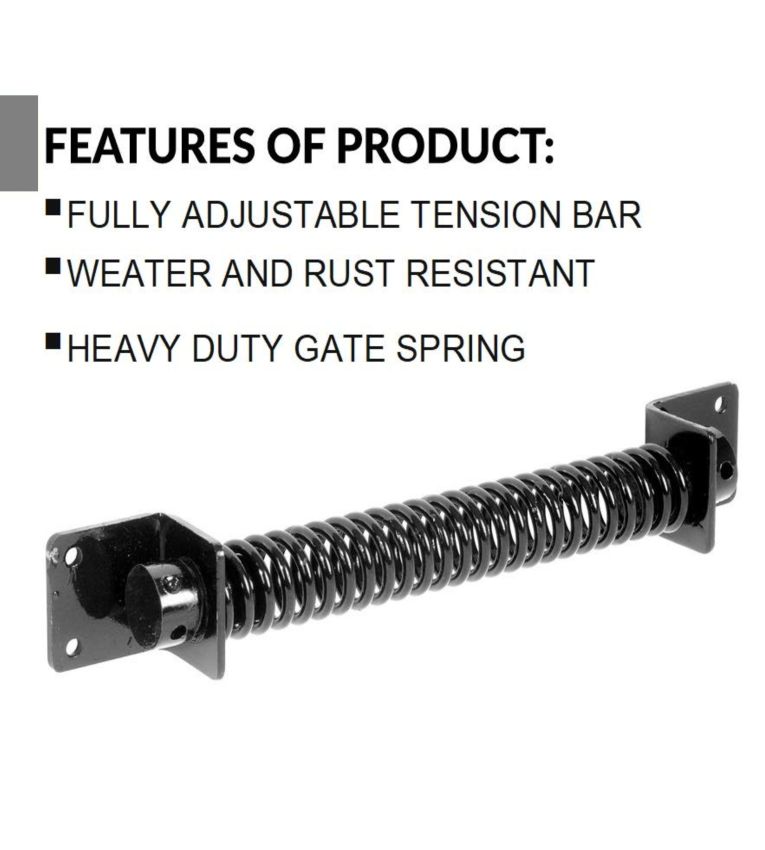 FEATURES OF PRODUCT:
▪FULLY ADJUSTABLE TENSION BAR
▪WEATER AND RUST RESISTANT
▪HEAVY DUTY GATE SPRING